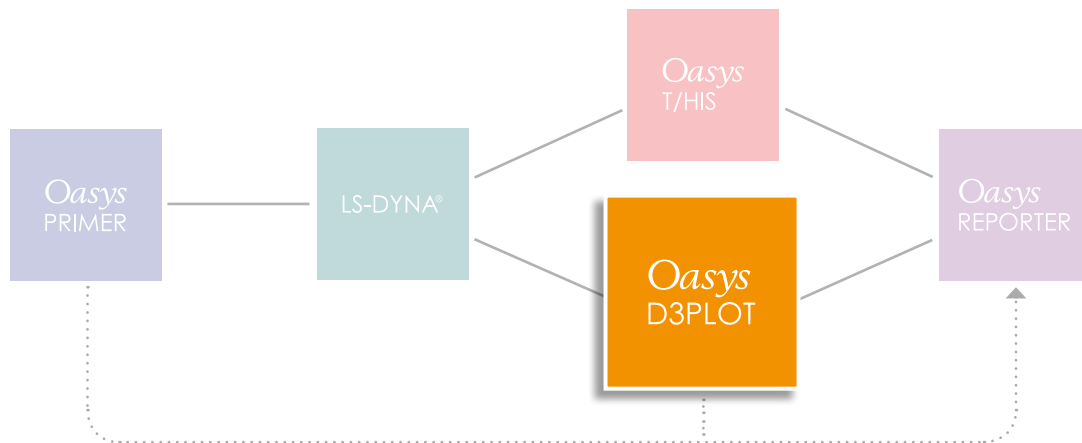 Oasys
PRIMER
LS-DYNA®
Oasys
T/HIS
Oasys
D3PLOT
Oasys
REPORTER